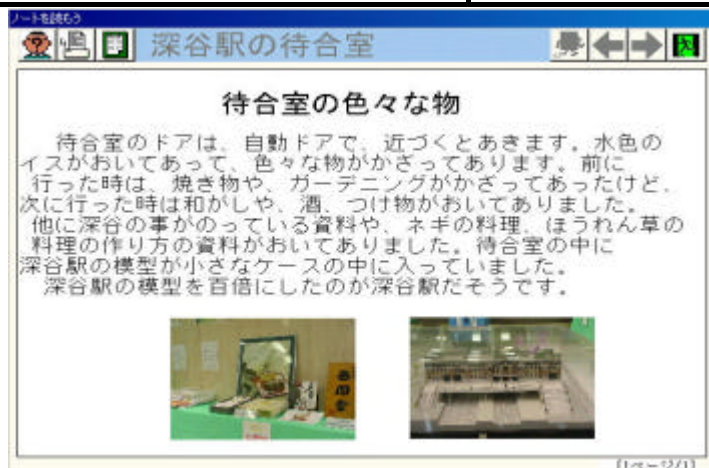 ノートを読もう
深谷駅の待合室
待合室の色々な物
待合室のドアは、自動ドアで、近づくとあきます。水色の
イスがおいてあって、色々な物がかざってあります。前に
行った時は、焼き物や、ガーデニングがかざってあったけど、
次に行った時は和がしや、酒、つけ物がおいてありました。
他に深谷の事がのっている資料や、ネギの料理、ほうれん草の
料理の作り方の資料がおいてありました。待合室の中に
深谷駅の模型が小さなケースの中に入っていました。
深谷駅の模型を百倍にしたのが深谷駅だそうです。